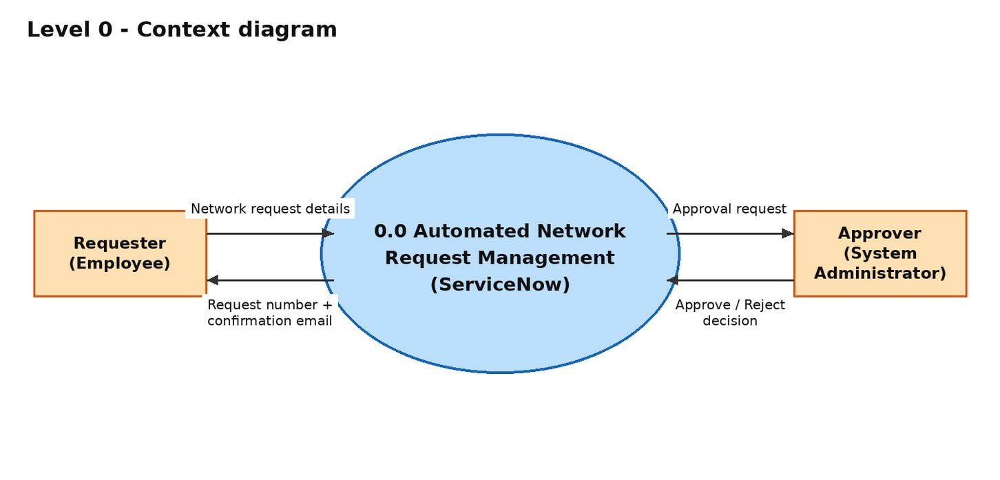 Level 0 - Context diagram
Network request details
Approval request
Requester
(Employee)
0.0 Automated Network
Request Management
(ServiceNow)
Approver
(System
Administrator)
Request number +
confirmation email
Approve / Reject
decision